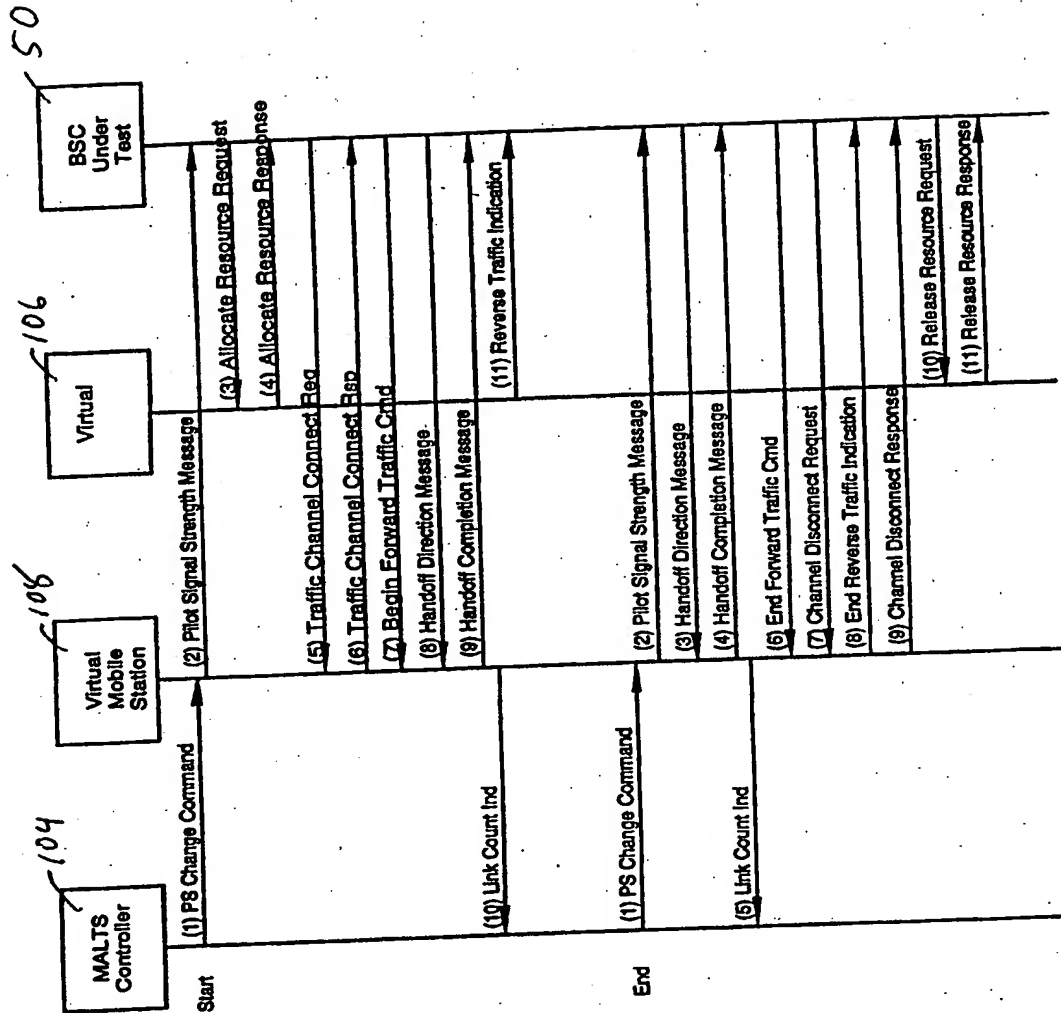 104
108
106
50
MALTS
Controller
Virtual
Mobile
Station
Virtual
BSC
Under
Test
Start
(1) PS Change Command
(2) Pilot Signal Strength Message
(3) Allocate Resource Request
(4) Allocate Resource Response
(5) Traffic Channel Connect Req
(6) Traffic Channel Connect Rsp
(7) Begin Forward Traffic Cmd
(8) Handoff Direction Message
(9) Handoff Completion Message
(10) Link Count Ind
(11) Reverse Traffic Indication
End
(1) PS Change Command
(2) Pilot Signal Strength Message
(3) Handoff Direction Message
(4) Handoff Completion Message
(5) Link Count Ind
(6) End Forward Traffic Cmd
(7) Channel Disconnect Request
(8) End Reverse Traffic Indication
(9) Channel Disconnect Response
(10) Release Resource Request
(11) Release Resource Response